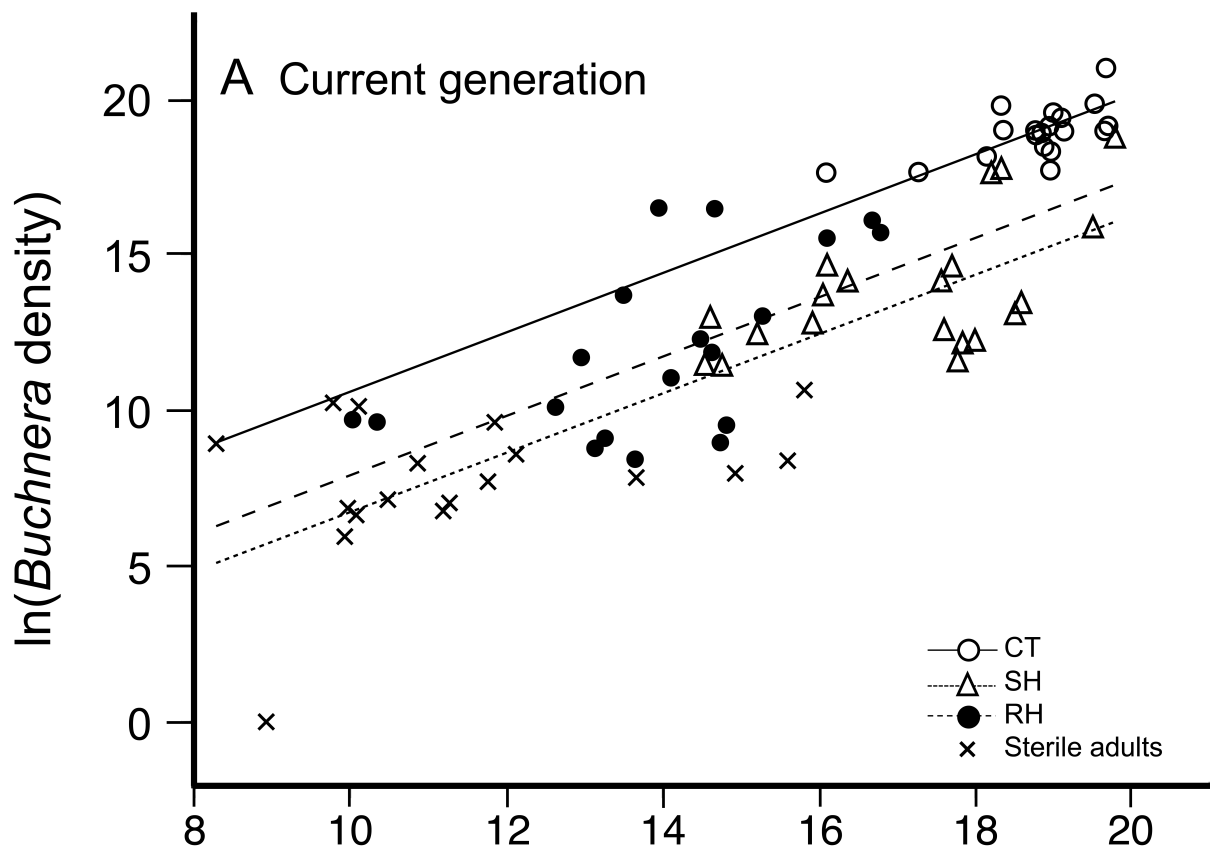 A Current generation
ln(Buchnera density)
20
15
10
5
0
CT
SH
RH
Sterile adults
8 10 12 14 16 18 20